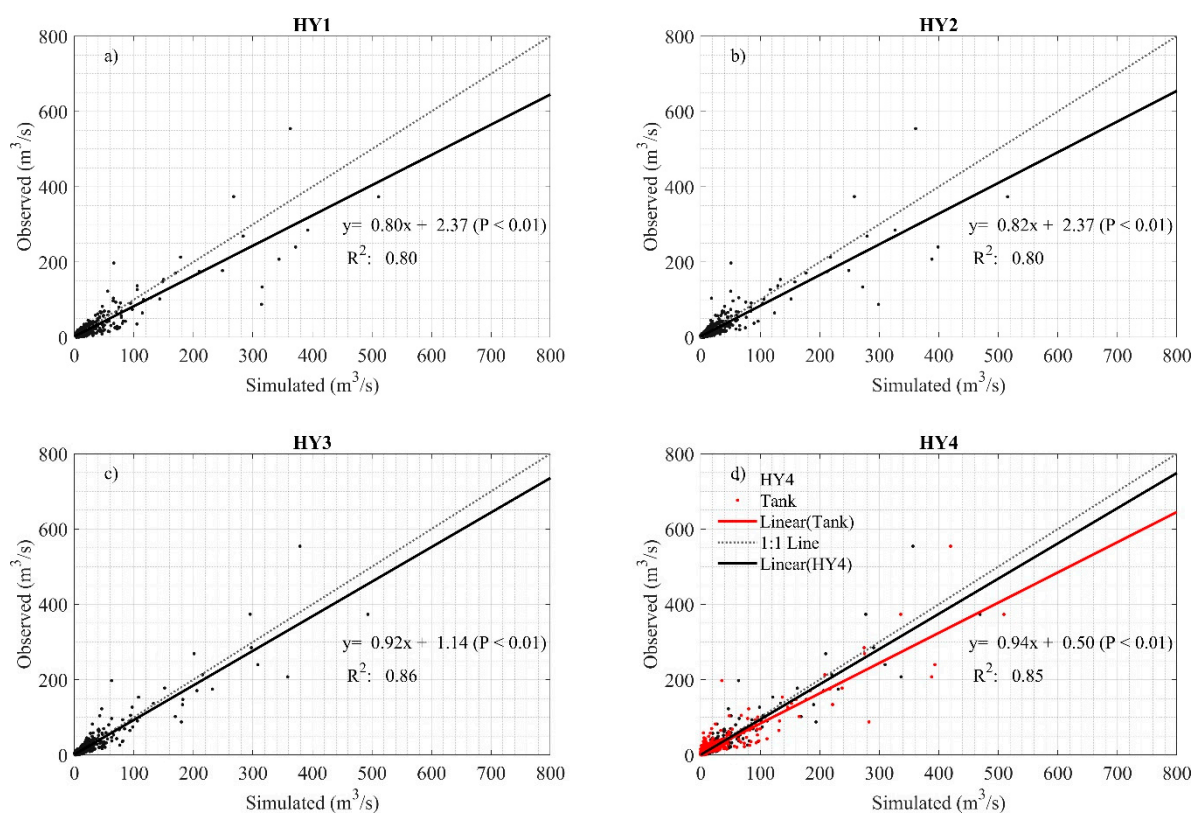 HY1
a)
800
600
400
200
0
Observed (m³/s)
y= 0.80x + 2.37 (P < 0.01)
R²: 0.80
0 100 200 300 400 500 600 700 800
Simulated (m³/s)
HY2
b)
800
600
400
200
0
Observed (m³/s)
y= 0.82x + 2.37 (P < 0.01)
R²: 0.80
0 100 200 300 400 500 600 700 800
Simulated (m³/s)
HY3
c)
800
600
400
200
0
Observed (m³/s)
y= 0.92x + 1.14 (P < 0.01)
R²: 0.86
0 100 200 300 400 500 600 700 800
Simulated (m³/s)
HY4
d)
800
600
400
200
0
Observed (m³/s)
HY4
Tank
Linear(Tank)
1:1 Line
Linear(HY4)
y= 0.94x + 0.50 (P < 0.01)
R²: 0.85
0 100 200 300 400 500 600 700 800
Simulated (m³/s)